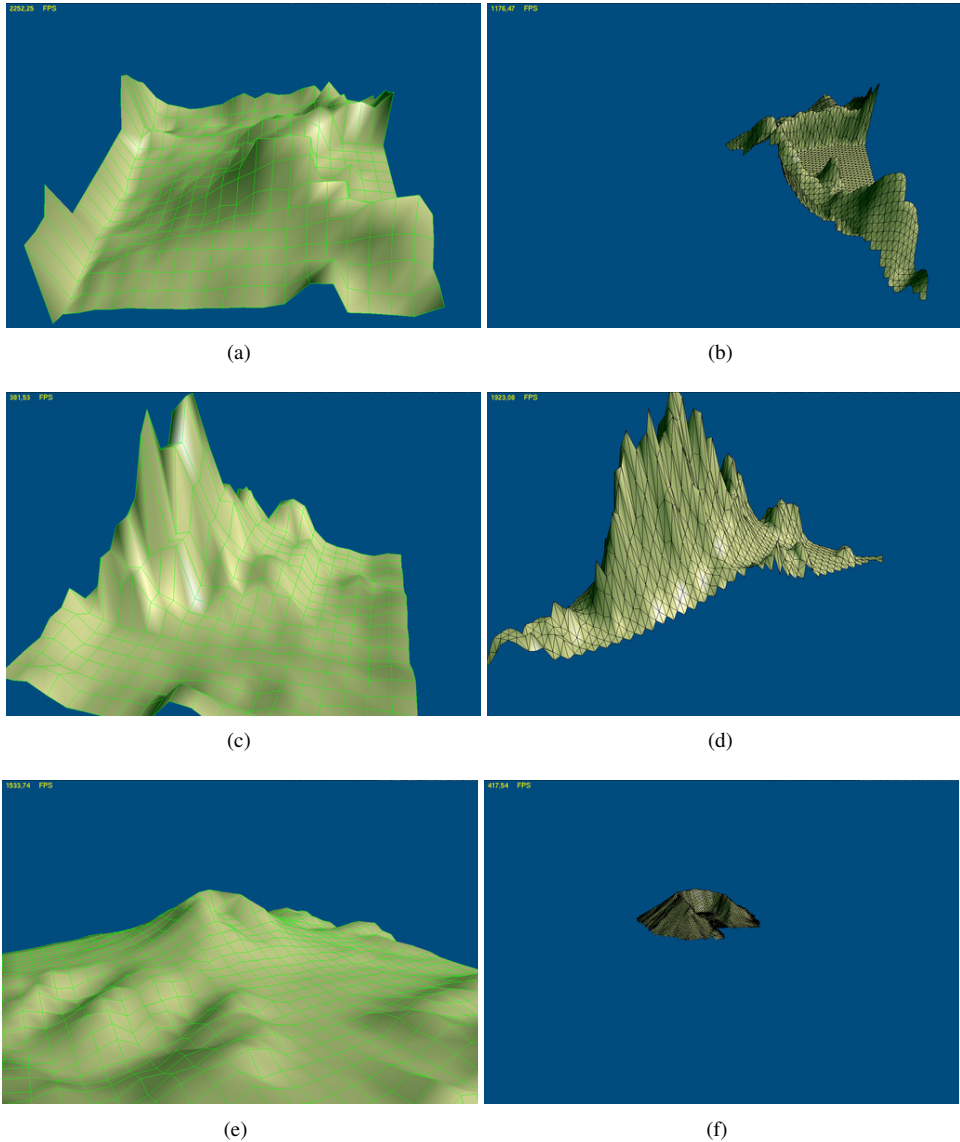 2252,25 FPS
1176,47 FPS
(a)
(b)
381,53 FPS
1923,08 FPS
(c)
(d)
1533,74 FPS
417,54 FPS
(e)
(f)